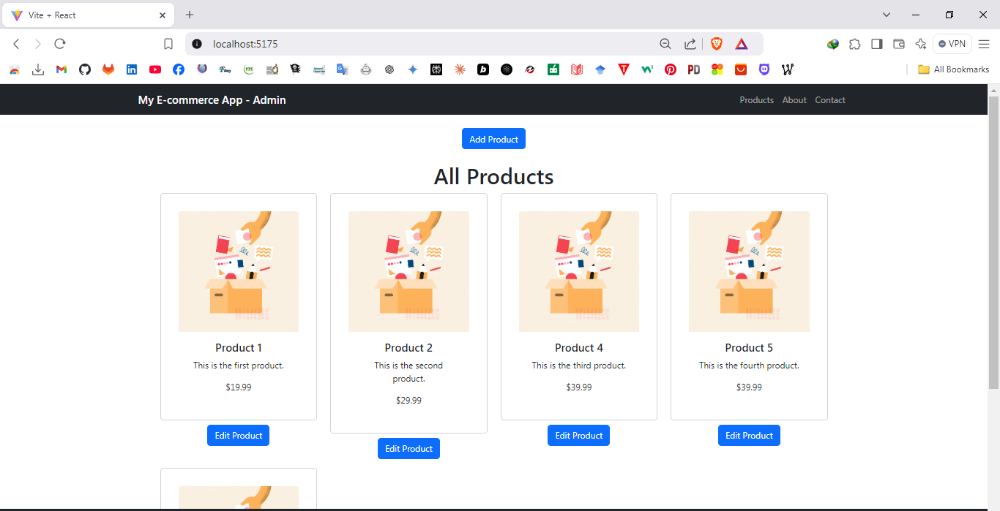 Vite + React
localhost:5175
VPN
All Bookmarks
My E-commerce App - Admin
Products About Contact
Add Product
All Products
Product 1
This is the first product.
$19.99
Edit Product
Product 2
This is the second
product.
$29.99
Edit Product
Product 4
This is the third product.
$39.99
Edit Product
Product 5
This is the fourth product.
$39.99
Edit Product